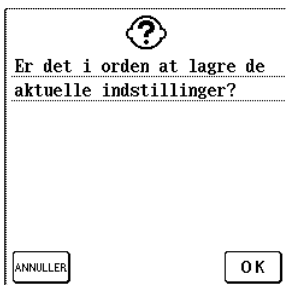 Er det i orden at lagre de
aktuelle indstillinger?
ANNULLER
OK